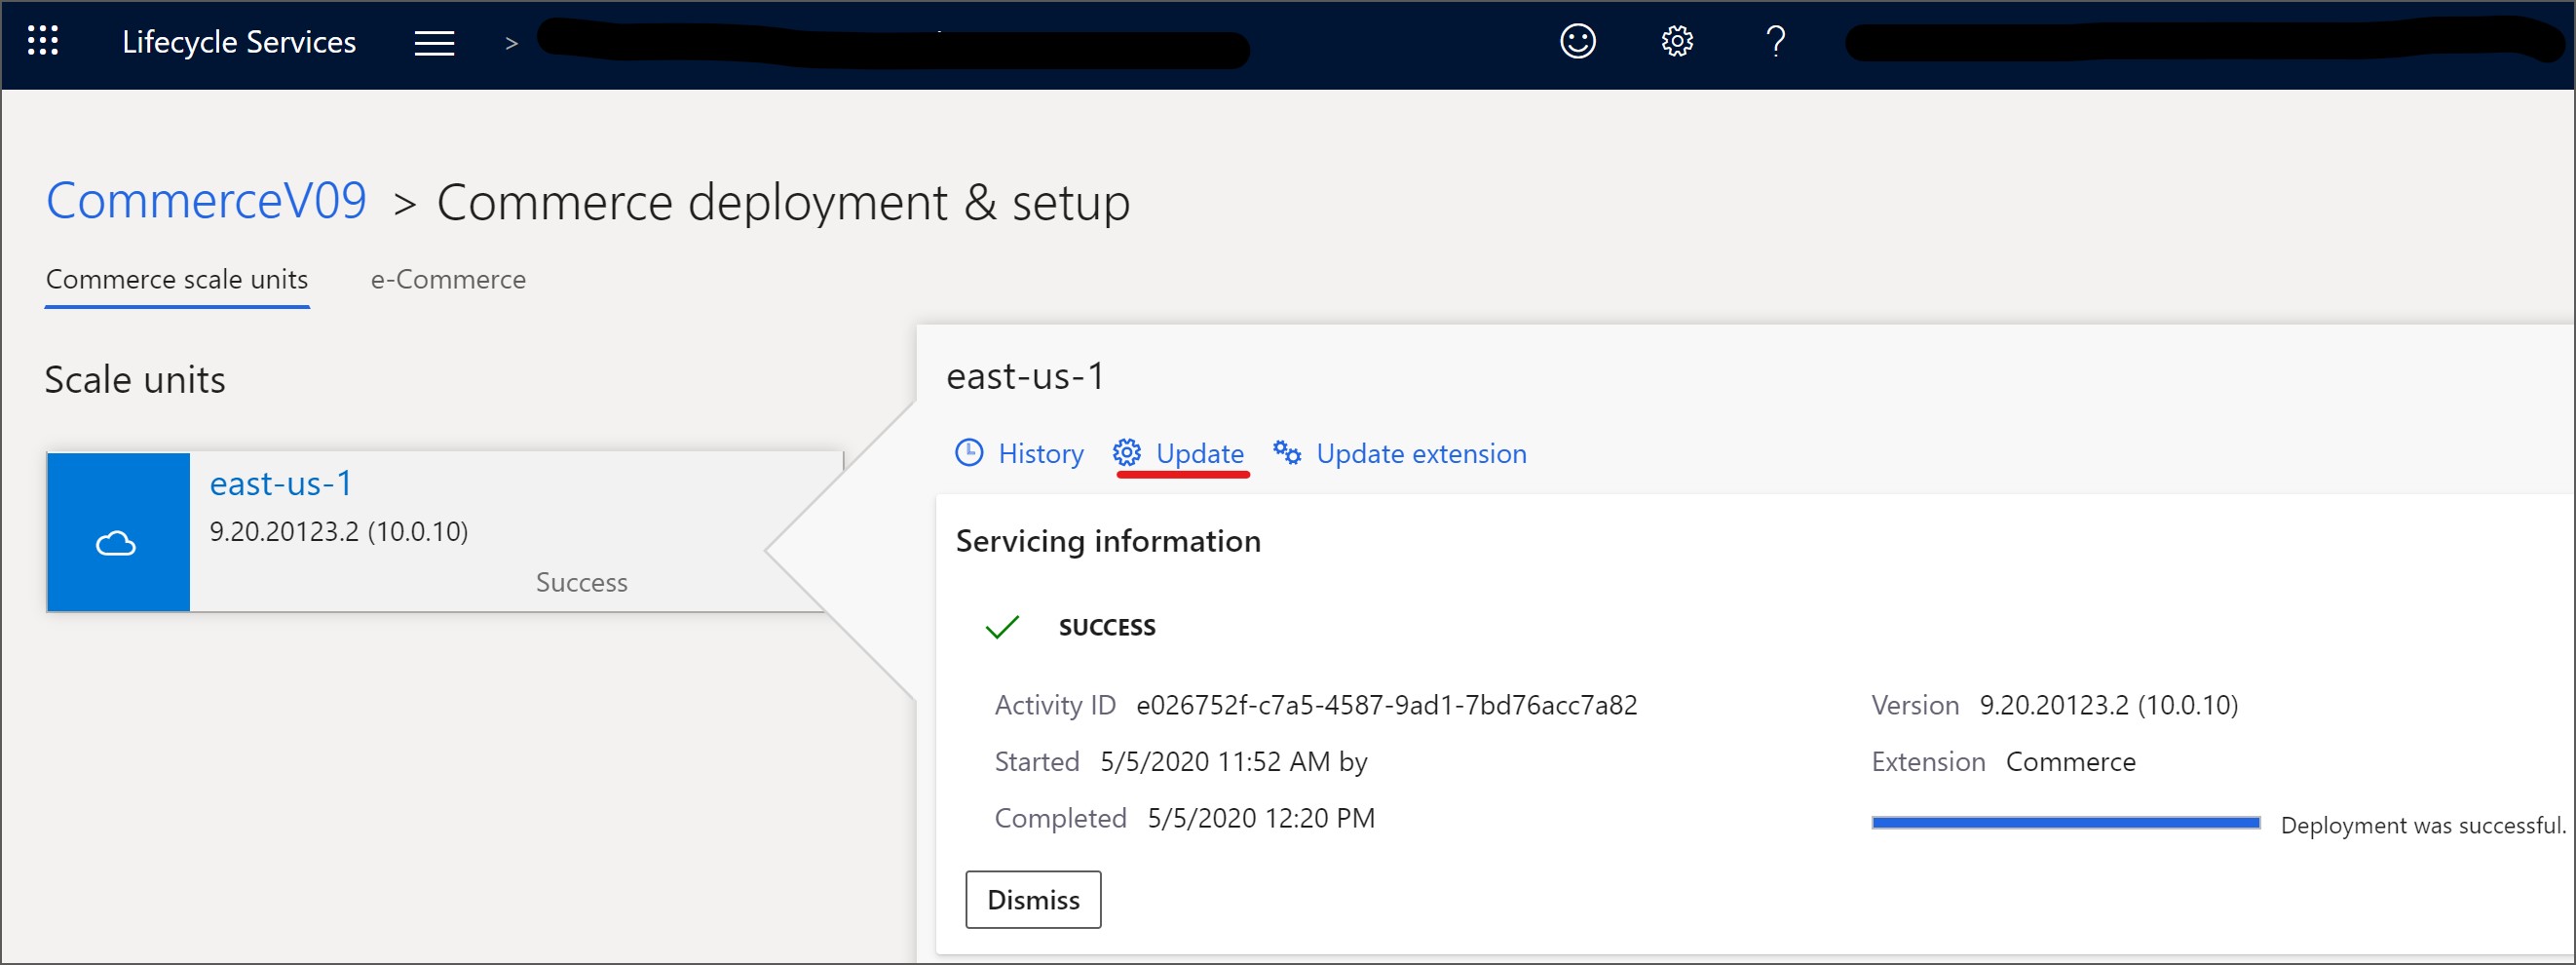 Lifecycle Services
>
?
CommerceV09 > Commerce deployment & setup
Commerce scale units e-Commerce
Scale units
east-us-1
9.20.20123.2 (10.0.10)
Success
east-us-1
History Update Update extension
Servicing information
SUCCESS
Activity ID e026752f-c7a5-4587-9ad1-7bd76acc7a82
Version 9.20.20123.2 (10.0.10)
Started 5/5/2020 11:52 AM by
Extension Commerce
Completed 5/5/2020 12:20 PM
Deployment was successful.
Dismiss